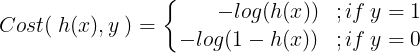 Cost( h(x), y ) = { -log(h(x)) ; if y = 1
-log(1 - h(x)) ; if y = 0